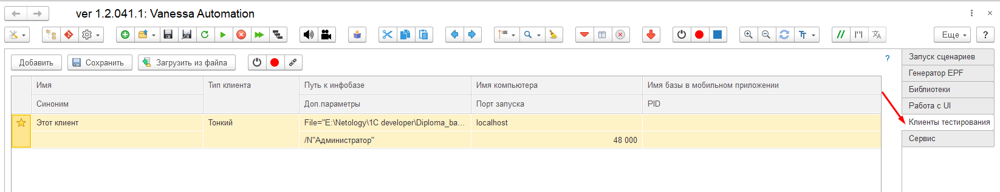 ver 1.2.041.1: Vanessa Automation
Еще
?
Добавить
Сохранить
Загрузить из файла
?
Имя
Тип клиента
Путь к инфобазе
Имя компьютера
Имя базы в мобильном приложении
Синоним
Доп.параметры
Порт запуска
PID
Этот клиент
Тонкий
File="E:\Netology\1C developer\Diploma_ba...
localhost
/N"Администратор"
48 000
Запуск сценариев
Генератор EPF
Библиотеки
Работа с UI
Клиенты тестирования
Сервис